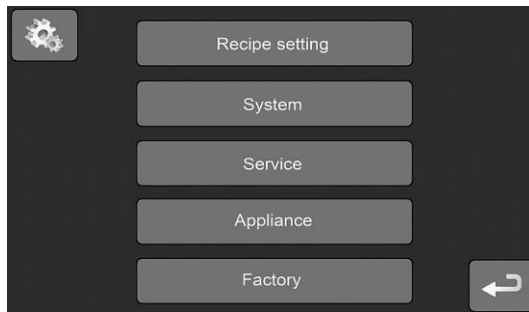 Recipe setting
System
Service
Appliance
Factory